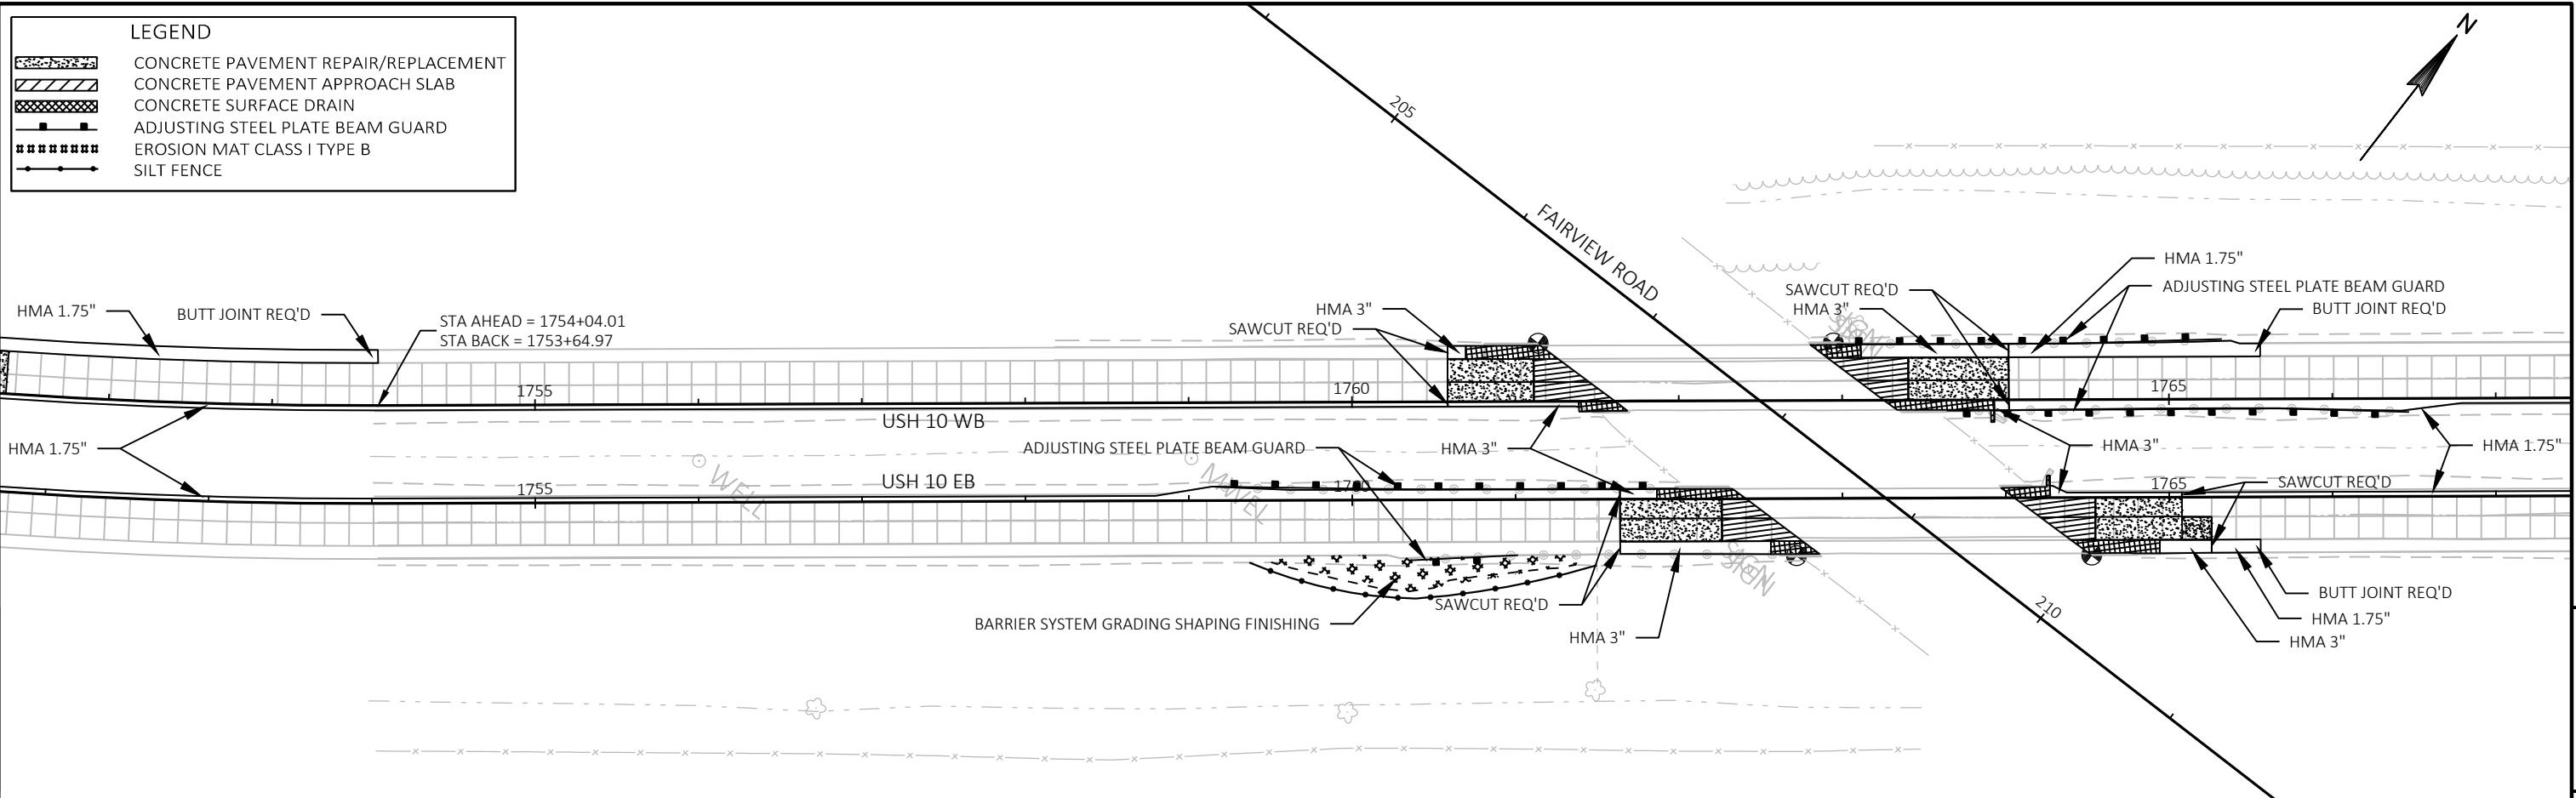 LEGEND
CONCRETE PAVEMENT REPAIR/REPLACEMENT
CONCRETE PAVEMENT APPROACH SLAB
CONCRETE SURFACE DRAIN
ADJUSTING STEEL PLATE BEAM GUARD
EROSION MAT CLASS I TYPE B
SILT FENCE
N
205
FAIRVIEW ROAD
HMA 1.75"
BUTT JOINT REQ'D
STA AHEAD = 1754+04.01
STA BACK = 1753+64.97
HMA 3"
SAWCUT REQ'D
SAWCUT REQ'D
HMA 3"
SIGN
HMA 1.75"
ADJUSTING STEEL PLATE BEAM GUARD
BUTT JOINT REQ'D
1755
1760
1765
USH 10 WB
HMA 1.75"
ADJUSTING STEEL PLATE BEAM GUARD
HMA 3"
HMA 3"
HMA 1.75"
WELL
USH 10 EB
1755
1760
1765
SAWCUT REQ'D
SIGN
SAWCUT REQ'D
BARRIER SYSTEM GRADING SHAPING FINISHING
HMA 3"
210
BUTT JOINT REQ'D
HMA 1.75"
HMA 3"